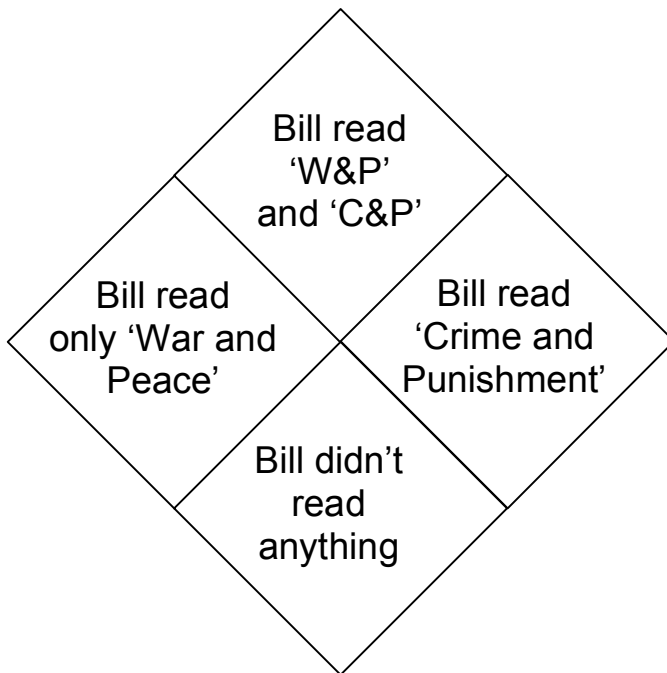 Bill read
‘W&P’
and ‘C&P’
Bill read
only ‘War and
Peace’
Bill read
‘Crime and
Punishment’
Bill didn’t
read
anything